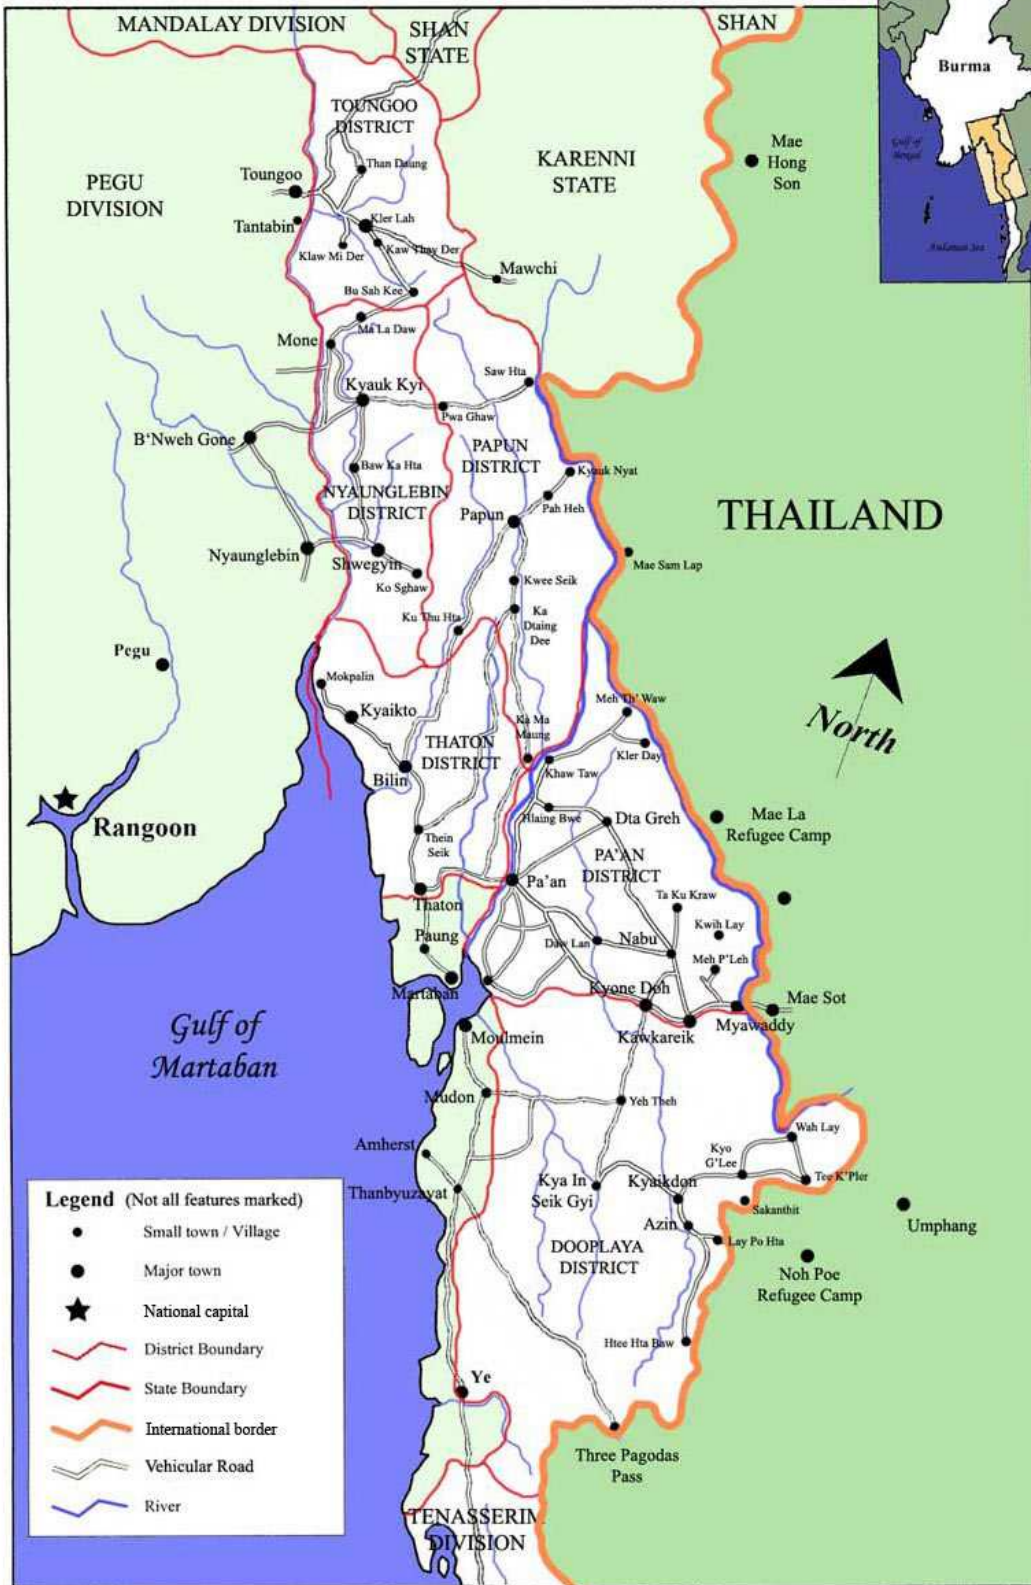 MANDALAY DIVISION
SHAN
STATE
SHAN
Burma
Gulf of
Bengal
Andaman Sea
TOUNGOO
DISTRICT
Than Daung
Toungoo
PEGU
DIVISION
KARENNI
STATE
Mae
Hong
Son
Tantabin
Kler Lah
Klaw Mi Der
Kaw Thay Der
Mawchi
Bu Sah Kee
Ma La Daw
Mone
Saw Hta
Kyauk Kyi
Pwa Ghaw
B'Nweh Gone
PAPUN
DISTRICT
Baw Ka Hta
Kyauk Nyat
NYAUNGLEBIN
DISTRICT
Pah Heh
Papun
THAILAND
Nyaunglebin
Shwegyin
Mae Sam Lap
Ko Sghaw
Kwee Seik
Ku Thu Hta
Ka
Dtaing
Dee
Pegu
Mokpalin
Kyaikto
Meh Th' Waw
Ka Ma
Maung
North
THATON
DISTRICT
Kler Day
Bilin
Khaw Taw
Rangoon
Hlaing Bwe
Dta Greh
Mae La
Refugee Camp
Thein
Seik
PA'AN
DISTRICT
Pa'an
Thaton
Ta Ku Kraw
Paung
Daw Lan
Nabu
Kwih Lay
Meh P'Leh
Martaban
Kyone Doh
Mae Sot
Gulf of
Martaban
Moulmein
Kawkareik
Myawaddy
Mudon
Yeh Theh
Amherst
Wah Lay
Kyo
G'Lee
Thanbyuzayat
Kya In
Seik Gyi
Kyaikdon
Tee K'Pler
Sakanthit
Umphang
Azin
Lay Po Hta
DOOPLAYA
DISTRICT
Noh Poe
Refugee Camp
Htee Hta Baw
Ye
Three Pagodas
Pass
TENASSERIM
DIVISION
Legend (Not all features marked)
Small town / Village
Major town
National capital
District Boundary
State Boundary
International border
Vehicular Road
River